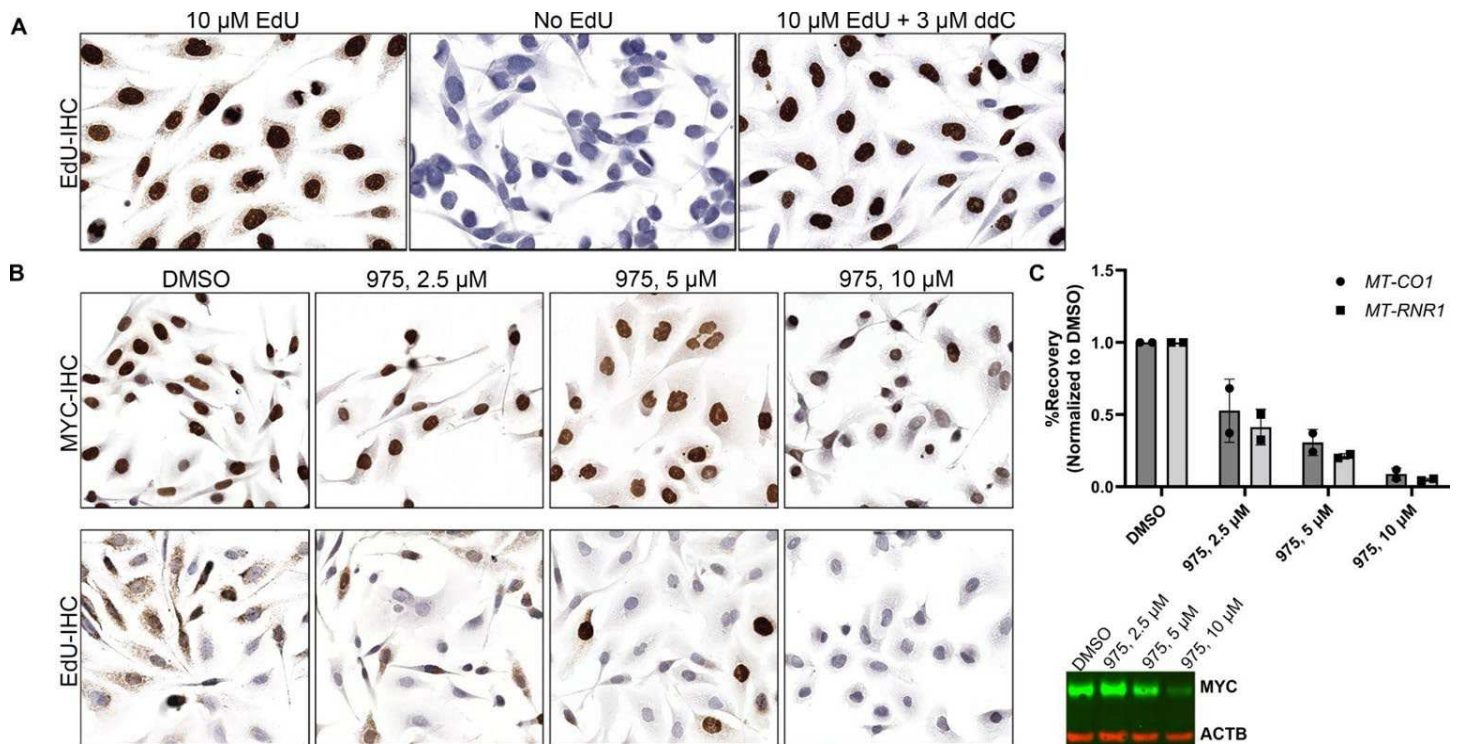 A
10 µM EdU
No EdU
10 µM EdU + 3 µM ddC
EdU-IHC
B
DMSO
975, 2.5 µM
975, 5 µM
975, 10 µM
MYC-IHC
EdU-IHC
C
%Recovery
(Normalized to DMSO)
1.5
1.0
0.5
0.0
MT-CO1
MT-RNR1
DMSO
975, 2.5 µM
975, 5 µM
975, 10 µM
DMSO
975, 2.5 µM
975, 5 µM
975, 10 µM
MYC
ACTB